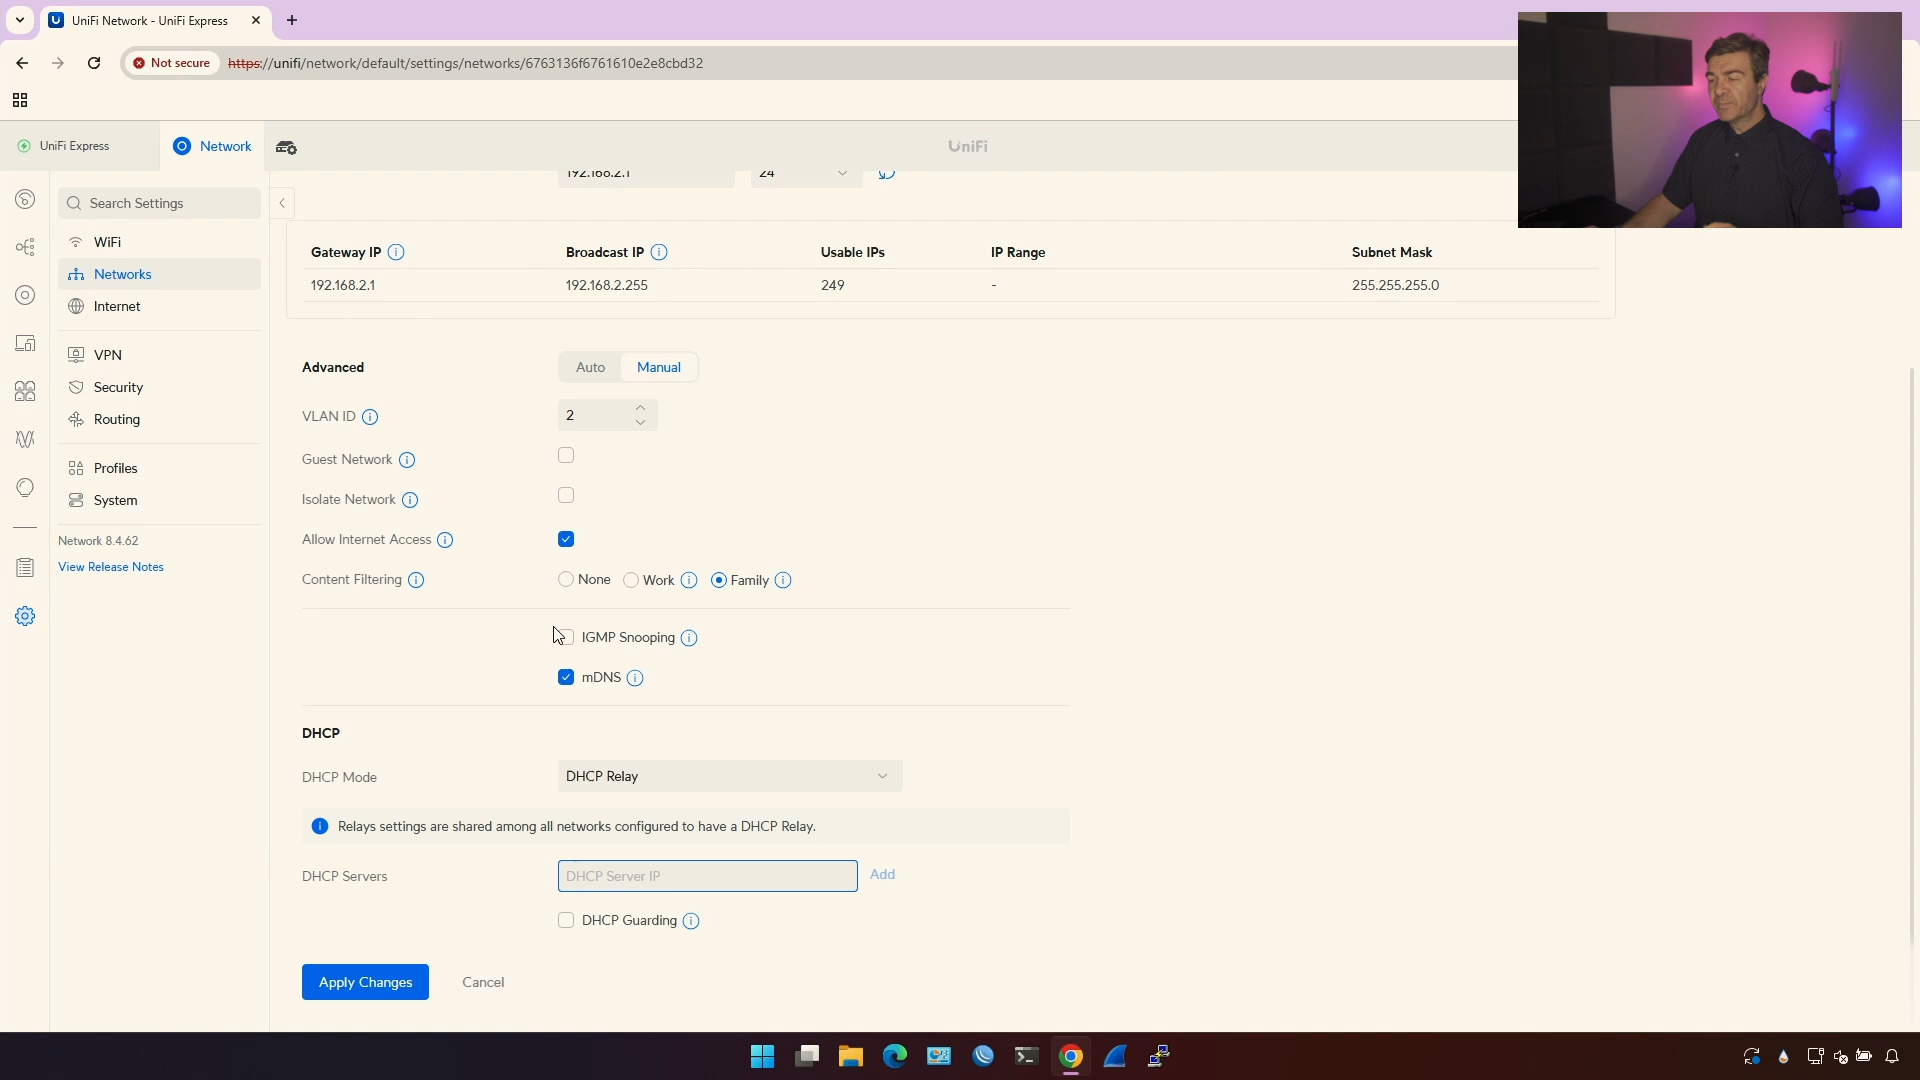 UniFi Network - UniFi Express
Not secure
https://unifi/network/default/settings/networks/6763136f6761610e2e8cbd32
UniFi Express
Network
UniFi
192.168.2.1
24
Search Settings
WiFi
Networks
Internet
VPN
Security
Routing
Profiles
System
Network 8.4.62
View Release Notes
Gateway IP Broadcast IP Usable IPs IP Range Subnet Mask
192.168.2.1 192.168.2.255 249 - 255.255.255.0
Advanced Auto Manual
VLAN ID 2
Guest Network
Isolate Network
Allow Internet Access
Content Filtering None Work Family
IGMP Snooping
mDNS
DHCP
DHCP Mode DHCP Relay
Relays settings are shared among all networks configured to have a DHCP Relay.
DHCP Servers DHCP Server IP Add
DHCP Guarding
Apply Changes Cancel